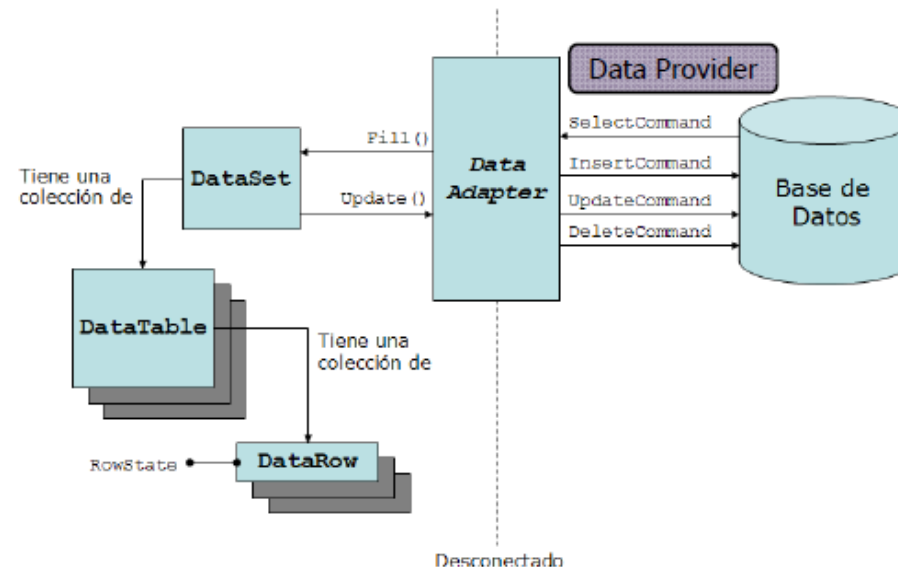 Data Provider
SelectCommand
Fill()
Data
Adapter
InsertCommand
Base de
Datos
DataSet
Tiene una
colección de
Update()
UpdateCommand
DeleteCommand
DataTable
Tiene una
colección de
RowState
DataRow
Desconectado